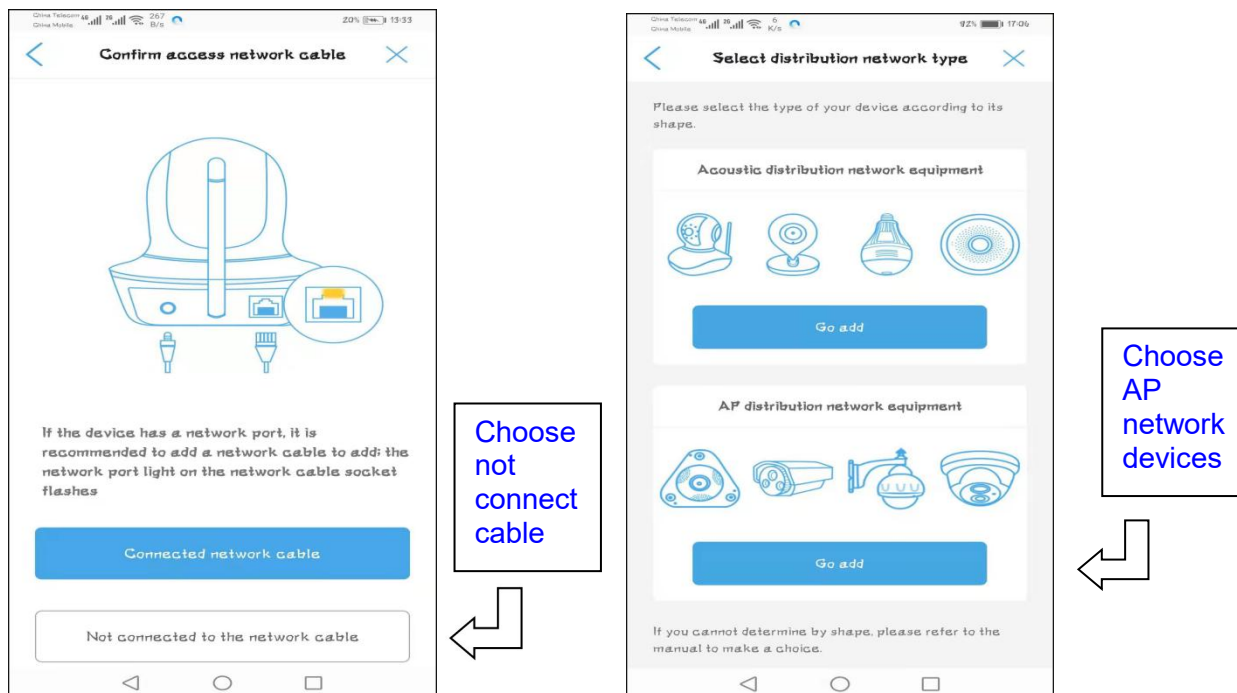 China Telecom 4G 2G 267 B/s 20% 13:33
China Mobile
Confirm access network cable
If the device has a network port, it is
recommended to add a network cable to add: the
network port light on the network cable socket
flashes
Connected network cable
Not connected to the network cable
Choose
not
connect
cable
China Telecom 4G 2G 6 K/s 92% 17:06
China Mobile
Select distribution network type
Please select the type of your device according to its
shape.
Acoustic distribution network equipment
Go add
AP distribution network equipment
Go add
If you cannot determine by shape, please refer to the
manual to make a choice.
Choose
AP
network
devices